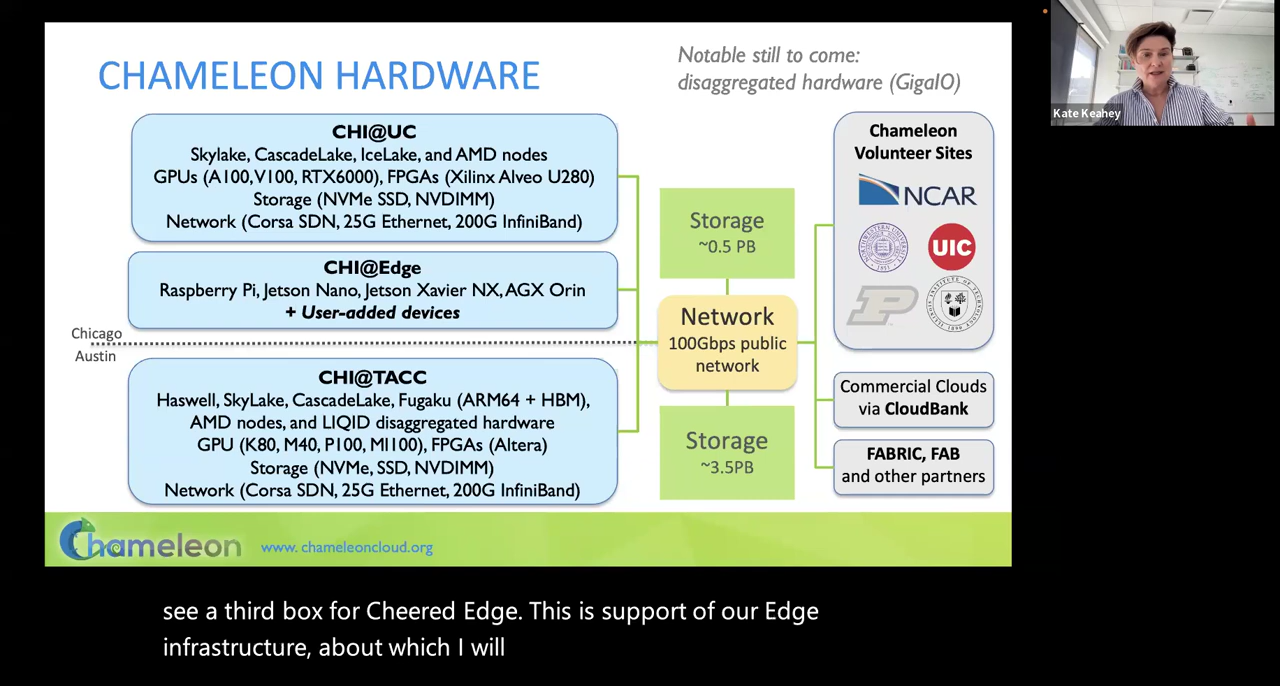 CHAMELEON HARDWARE
Notable still to come:
disaggregated hardware (GigaIO)
CHI@UC
Skylake, CascadeLake, IceLake, and AMD nodes
GPUs (A100,V100, RTX6000), FPGAs (Xilinx Alveo U280)
Storage (NVMe SSD, NVDIMM)
Network (Corsa SDN, 25G Ethernet, 200G InfiniBand)
CHI@Edge
Raspberry Pi, Jetson Nano, Jetson Xavier NX, AGX Orin
+ User-added devices
Chicago
Austin
CHI@TACC
Haswell, SkyLake, CascadeLake, Fugaku (ARM64 + HBM),
AMD nodes, and LIQID disaggregated hardware
GPU (K80, M40, P100, MI100), FPGAs (Altera)
Storage (NVMe, SSD, NVDIMM)
Network (Corsa SDN, 25G Ethernet, 200G InfiniBand)
Storage
~0.5 PB
Network
100Gbps public
network
Storage
~3.5PB
Chameleon
Volunteer Sites
NCAR
UIC
P
Commercial Clouds
via CloudBank
FABRIC, FAB
and other partners
Chameleon
www. chameleoncloud.org
Kate Keahey
see a third box for Cheered Edge. This is support of our Edge
infrastructure, about which I will